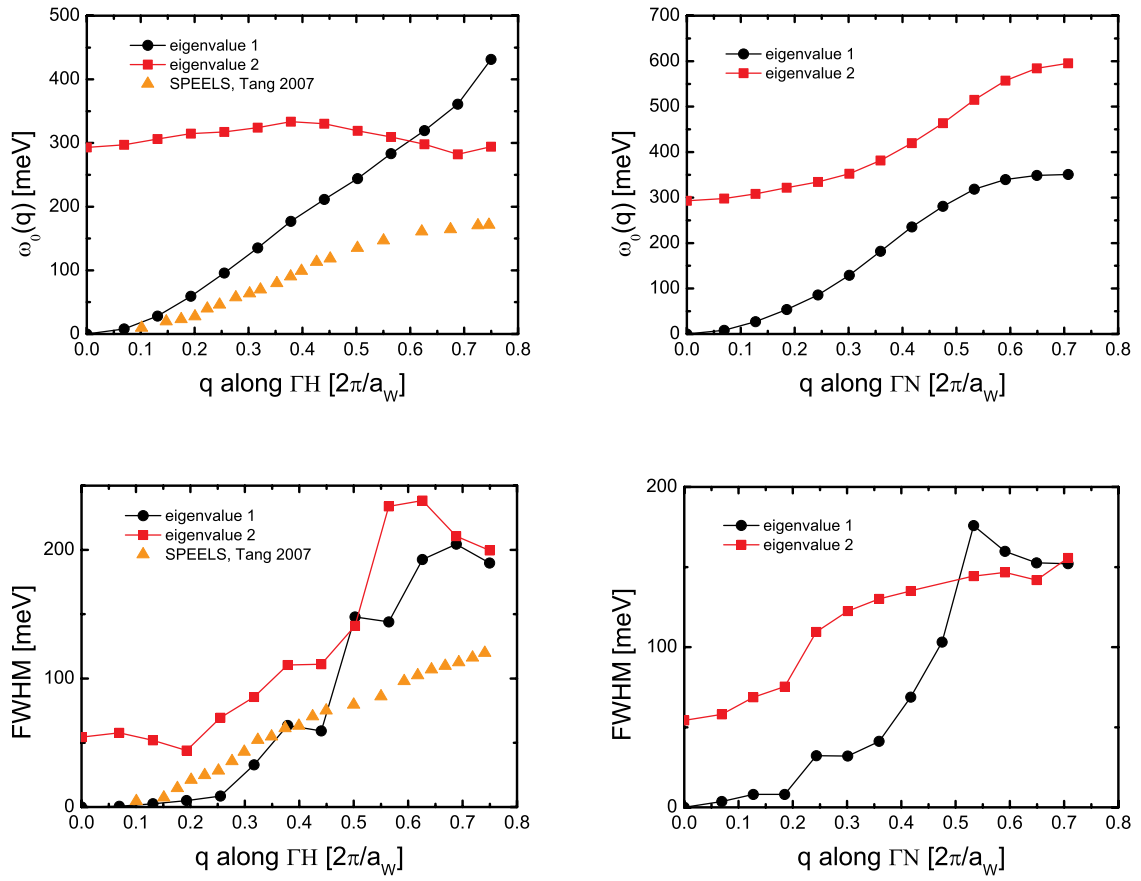 500
400
300
200
100
0
ω₀(q) [meV]
eigenvalue 1
eigenvalue 2
SPEELS, Tang 2007
0.0 0.1 0.2 0.3 0.4 0.5 0.6 0.7 0.8
q along ΓH [2π/a_W]
700
600
500
400
300
200
100
0
ω₀(q) [meV]
eigenvalue 1
eigenvalue 2
0.0 0.1 0.2 0.3 0.4 0.5 0.6 0.7 0.8
q along ΓN [2π/a_W]
200
100
0
FWHM [meV]
eigenvalue 1
eigenvalue 2
SPEELS, Tang 2007
0.0 0.1 0.2 0.3 0.4 0.5 0.6 0.7 0.8
q along ΓH [2π/a_W]
200
100
0
FWHM [meV]
eigenvalue 1
eigenvalue 2
0.0 0.1 0.2 0.3 0.4 0.5 0.6 0.7 0.8
q along ΓN [2π/a_W]